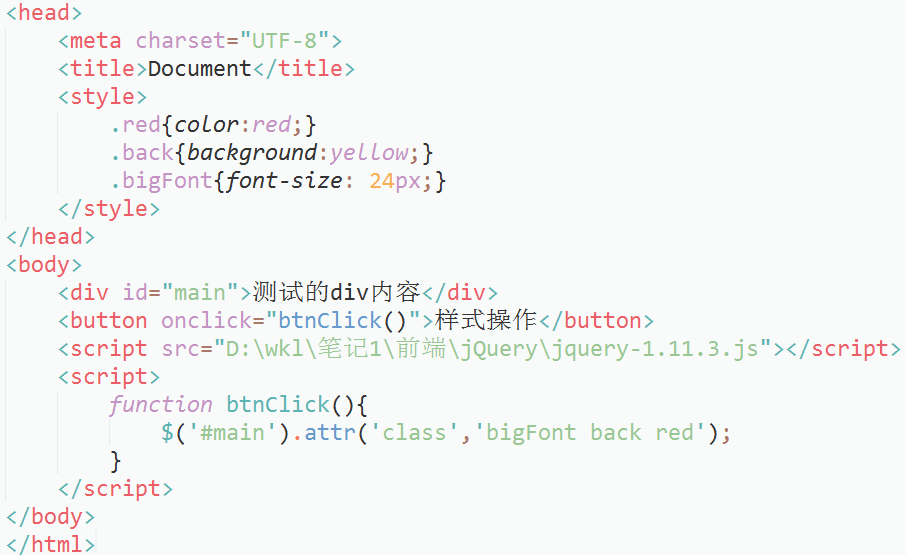 <head>
    <meta charset="UTF-8">
    <title>Document</title>
    <style>
        .red{color:red;}
        .back{background:yellow;}
        .bigFont{font-size: 24px;}
    </style>
</head>
<body>
    <div id="main">测试的div内容</div>
    <button onclick="btnClick()">样式操作</button>
    <script src="D:\wkl\笔记1\前端\jQuery\jquery-1.11.3.js"></script>
    <script>
        function btnClick(){
            $('#main').attr('class','bigFont back red');
        }
    </script>
</body>
</html>